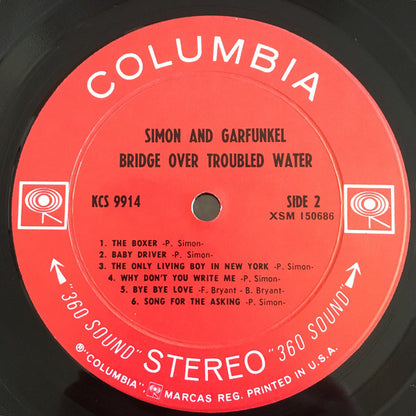 COLUMBIA
SIMON AND GARFUNKEL
BRIDGE OVER TROUBLED WATER
KCS 9914
SIDE 2
XSM 150686
1. THE BOXER -P. Simon-
2. BABY DRIVER -P. Simon-
3. THE ONLY LIVING BOY IN NEW YORK -P. Simon-
4. WHY DON'T YOU WRITE ME -P. Simon-
5. BYE BYE LOVE -F. Bryant - B. Bryant-
6. SONG FOR THE ASKING -P. Simon-
"360 SOUND" STEREO "360 SOUND"
℗ "COLUMBIA", MARCAS REG. PRINTED IN U.S.A.